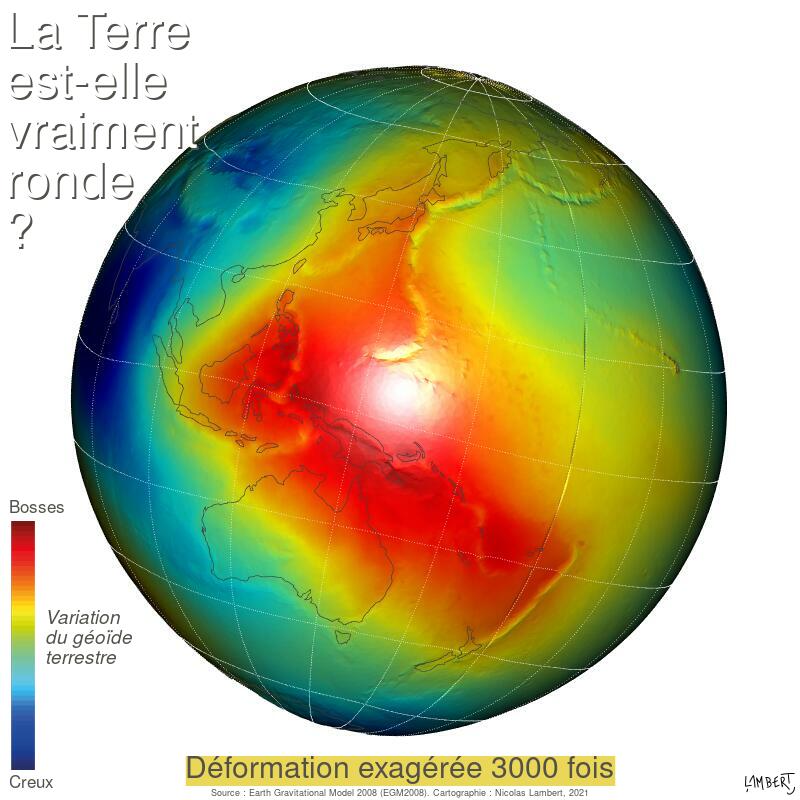 La Terre
est-elle
vraiment
ronde
?
Bosses
Variation
du géoïde
terrestre
Creux
Déformation exagérée 3000 fois
Source : Earth Gravitational Model 2008 (EGM2008). Cartographie : Nicolas Lambert, 2021
LAMBERT